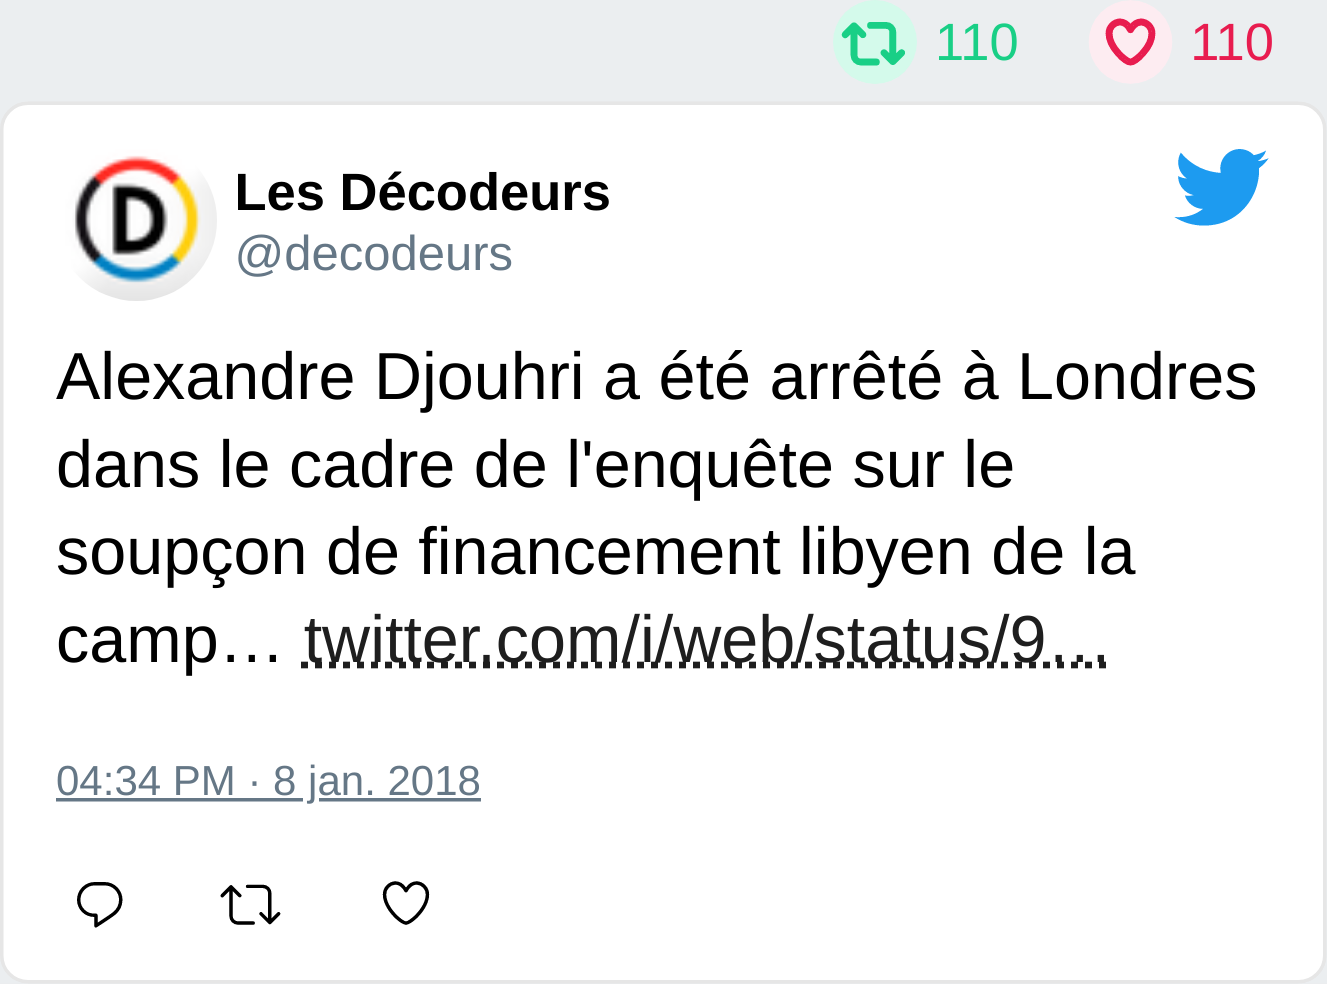 110 110
D
Les Décodeurs
@decodeurs
Alexandre Djouhri a été arrêté à Londres
dans le cadre de l'enquête sur le
soupçon de financement libyen de la
camp… twitter.com/i/web/status/9…
04:34 PM · 8 jan. 2018